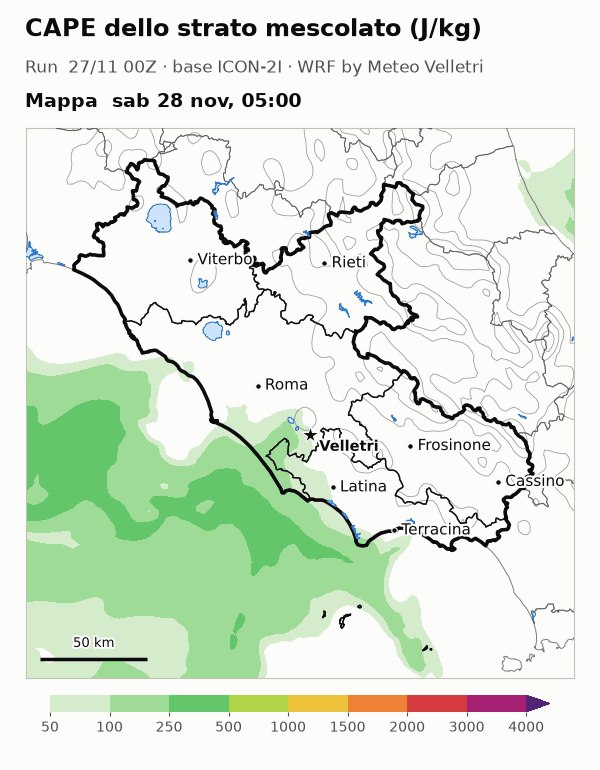 CAPE dello strato mescolato (J/kg)
Run  27/11 00Z · base ICON-2I · WRF by Meteo Velletri
Mappa  sab 28 nov, 05:00
Viterbo
Rieti
Roma
Velletri
Frosinone
Latina
Cassino
Terracina
50 km
50 100 250 500 1000 1500 2000 3000 4000